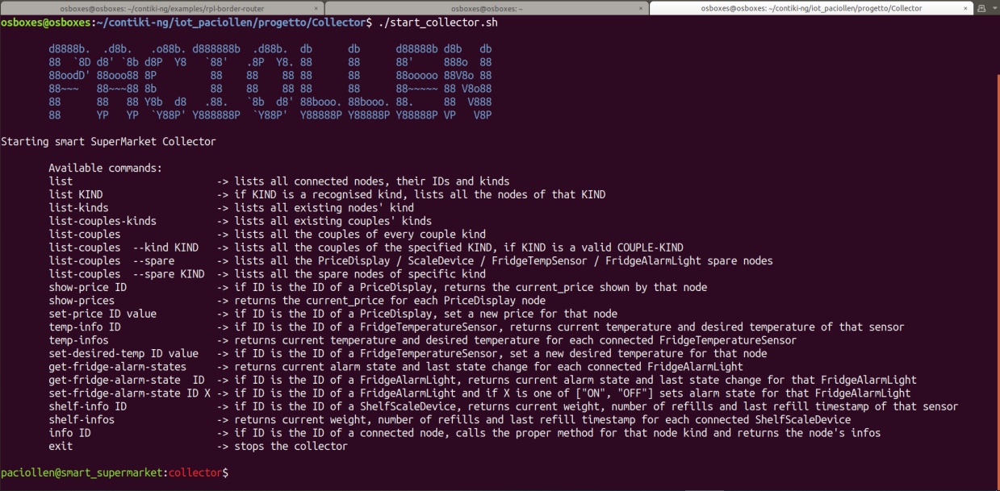 osboxes@osboxes: ~/contiki-ng/examples/rpl-border-router × osboxes@osboxes: ~ × osboxes@osboxes: ~/contiki-ng/iot_paciollen/progetto/Collector ×
osboxes@osboxes:~/contiki-ng/iot_paciollen/progetto/Collector$ ./start_collector.sh
d8888b.  .d8b.   .o88b. d888888b  .d88b.  db      db      d88888b d8b   db
88  `8D d8' `8b d8P  Y8   `88'   .8P  Y8. 88      88      88'     888o  88
88oodD' 88ooo88 8P         88     88    88 88      88      88ooooo 88V8o 88
88~~~   88~~~88 8b         88     88    88 88      88      88~~~~~ 88 V8o88
88      88   88 Y8b  d8   .88.   `8b  d8' 88booo. 88booo. 88.     88  V888
88      YP   YP  `Y88P' Y888888P  `Y88P'  Y88888P Y88888P Y88888P VP   V8P
Starting smart SuperMarket Collector
Available commands:
list -> lists all connected nodes, their IDs and kinds
list KIND -> if KIND is a recognised kind, lists all the nodes of that KIND
list-kinds -> lists all existing nodes' kind
list-couples-kinds -> lists all existing couples' kinds
list-couples -> lists all the couples of every couple kind
list-couples --kind KIND -> lists all the couples of the specified KIND, if KIND is a valid COUPLE-KIND
list-couples --spare -> lists all the PriceDisplay / ScaleDevice / FridgeTempSensor / FridgeAlarmLight spare nodes
list-couples --spare KIND -> lists all the spare nodes of specific kind
show-price ID -> if ID is the ID of a PriceDisplay, returns the current_price shown by that node
show-prices -> returns the current_price for each PriceDisplay node
set-price ID value -> if ID is the ID of a PriceDisplay, set a new price for that node
temp-info ID -> if ID is the ID of a FridgeTemperatureSensor, returns current temperature and desired temperature of that sensor
temp-infos -> returns current temperature and desired temperature for each connected FridgeTemperatureSensor
set-desired-temp ID value -> if ID is the ID of a FridgeTemperatureSensor, set a new desired temperature for that node
get-fridge-alarm-states -> returns current alarm state and last state change for each connected FridgeAlarmLight
get-fridge-alarm-state ID -> if ID is the ID of a FridgeAlarmLight, returns current alarm state and last state change for that FridgeAlarmLight
set-fridge-alarm-state ID X -> if ID is the ID of a FridgeAlarmLight and if X is one of ["ON", "OFF"] sets alarm state for that FridgeAlarmLight
shelf-info ID -> if ID is the ID of a ShelfScaleDevice, returns current weight, number of refills and last refill timestamp of that sensor
shelf-infos -> returns current weight, number of refills and last refill timestamp for each connected ShelfScaleDevice
info ID -> if ID is the ID of a connected node, calls the proper method for that node kind and returns the node's infos
exit -> stops the collector
paciollen@smart_supermarket:collector$